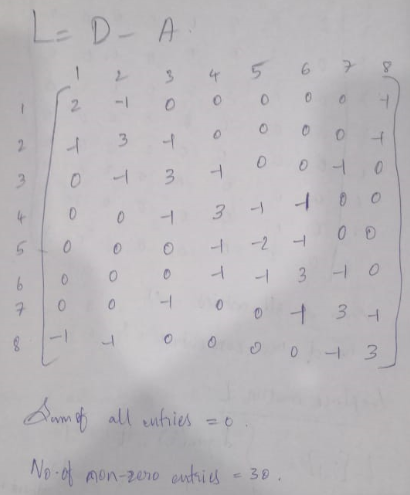 L = D - A
1 2 3 4 5 6 7 8
1 2 -1 0 0 0 0 0 -1
2 -1 3 -1 0 0 0 0 -1
3 0 -1 3 -1 0 0 -1 0
4 0 0 -1 3 -1 -1 0 0
5 0 0 0 -1 -2 -1 0 0
6 0 0 0 -1 -1 3 -1 0
7 0 0 -1 0 0 -1 3 -1
8 -1 -1 0 0 0 0 -1 3
Sum of all entries = 0.
No. of non-zero entries = 30.